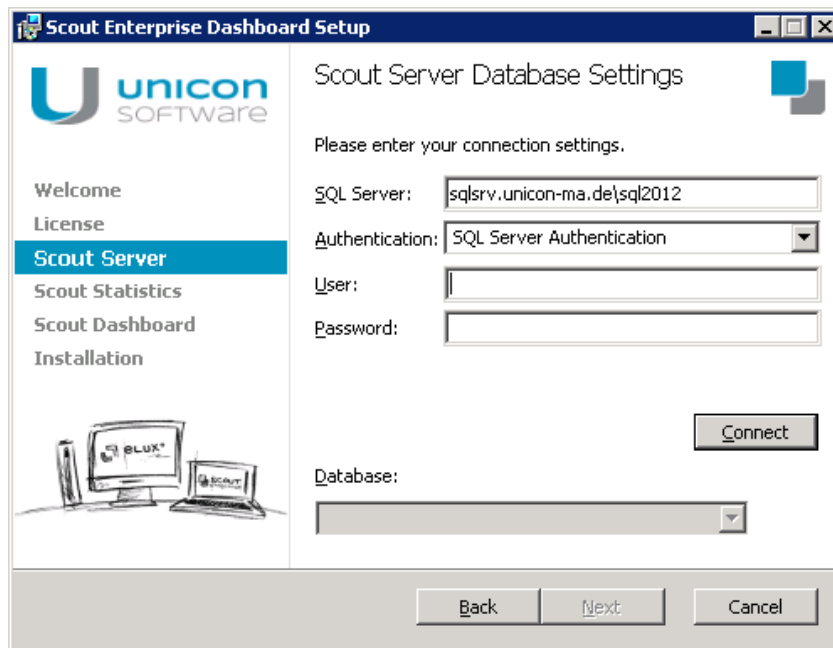 Scout Enterprise Dashboard Setup
unicon
SOFTware
Scout Server Database Settings
Please enter your connection settings.
Welcome
License
Scout Server
Scout Statistics
Scout Dashboard
Installation
SQL Server: sqlsrv.unicon-ma.de\sql2012
Authentication: SQL Server Authentication
User:
Password:
Connect
eLUX
SCOUT
Database:
Back
Next
Cancel